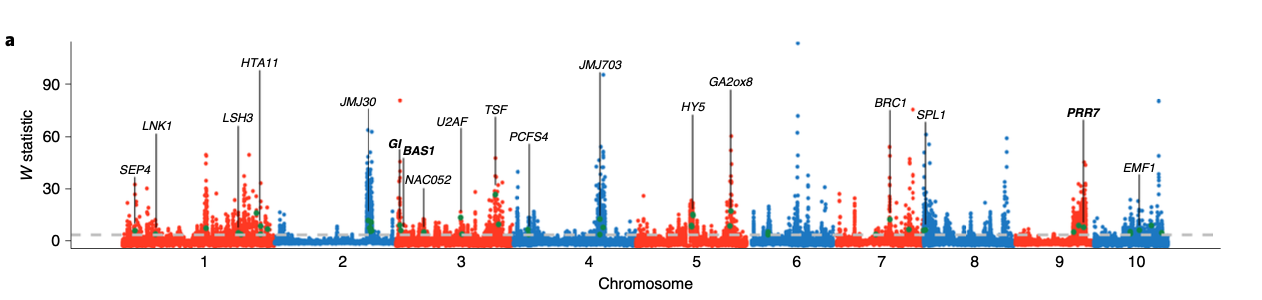 a
HTA11
JMJ703
GA2ox8
90
JMJ30
TSF
HY5
BRC1
SPL1
PRR7
LNK1
LSH3
U2AF
60
PCFS4
GI
BAS1
SEP4
NAC052
EMF1
30
0
W statistic
1 2 3 4 5 6 7 8 9 10
Chromosome